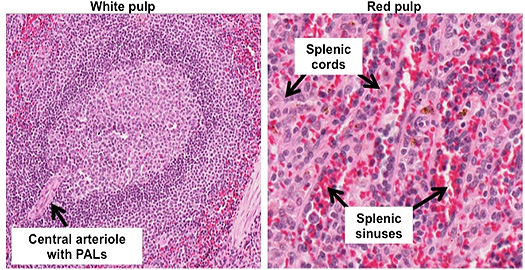 White pulp
Red pulp
Splenic
cords
Central arteriole
with PALs
Splenic
sinuses